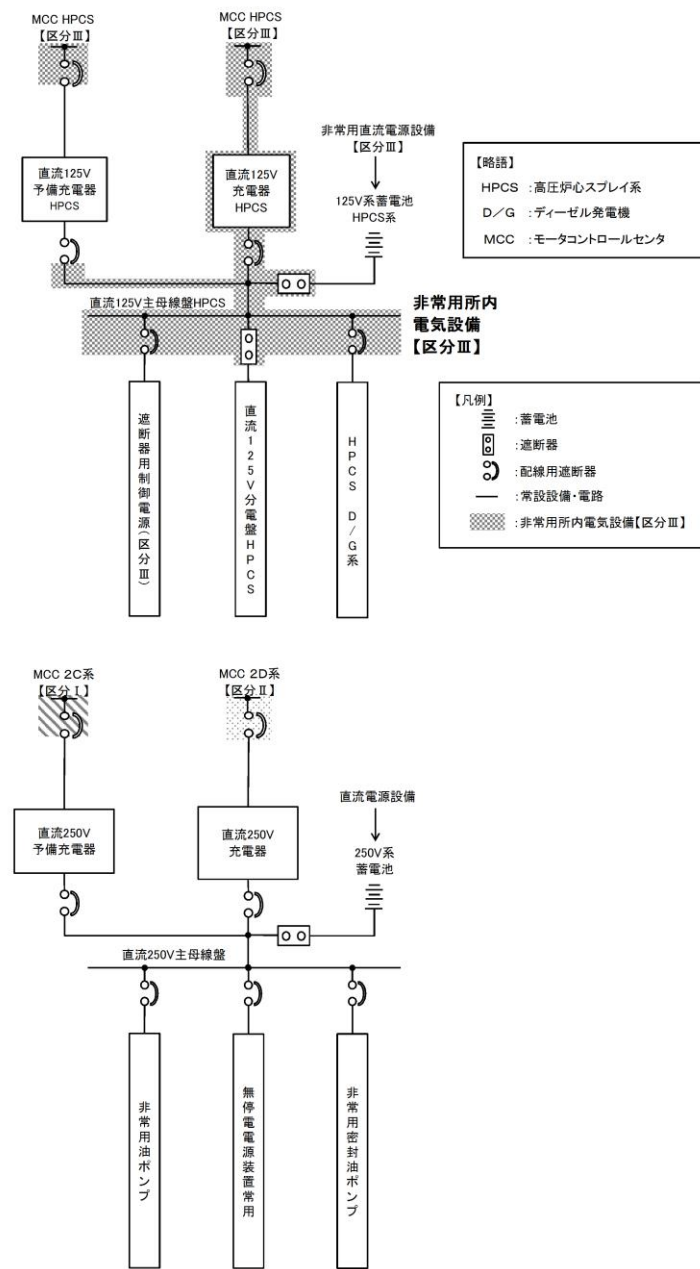 MCC HPCS
【区分Ⅲ】
MCC HPCS
【区分Ⅲ】
非常用直流電源設備
【区分Ⅲ】
直流125V
予備充電器
HPCS
直流125V
充電器
HPCS
125V系蓄電池
HPCS系
【略語】
HPCS :高圧炉心スプレイ系
D/G :ディーゼル発電機
MCC :モータコントロールセンタ
直流125V主母線盤HPCS
非常用所内
電気設備
【区分Ⅲ】
遮断器用制御電源(区分Ⅲ)
直流125V分電盤HPCS
HPCS D/G系
【凡例】
:蓄電池
:遮断器
:配線用遮断器
:常設設備・電路
:非常用所内電気設備【区分Ⅲ】
MCC 2C系
【区分Ⅰ】
MCC 2D系
【区分Ⅱ】
直流250V
予備充電器
直流250V
充電器
直流電源設備
250V系
蓄電池
直流250V主母線盤
非常用油ポンプ
無停電電源装置常用
非常用密封油ポンプ